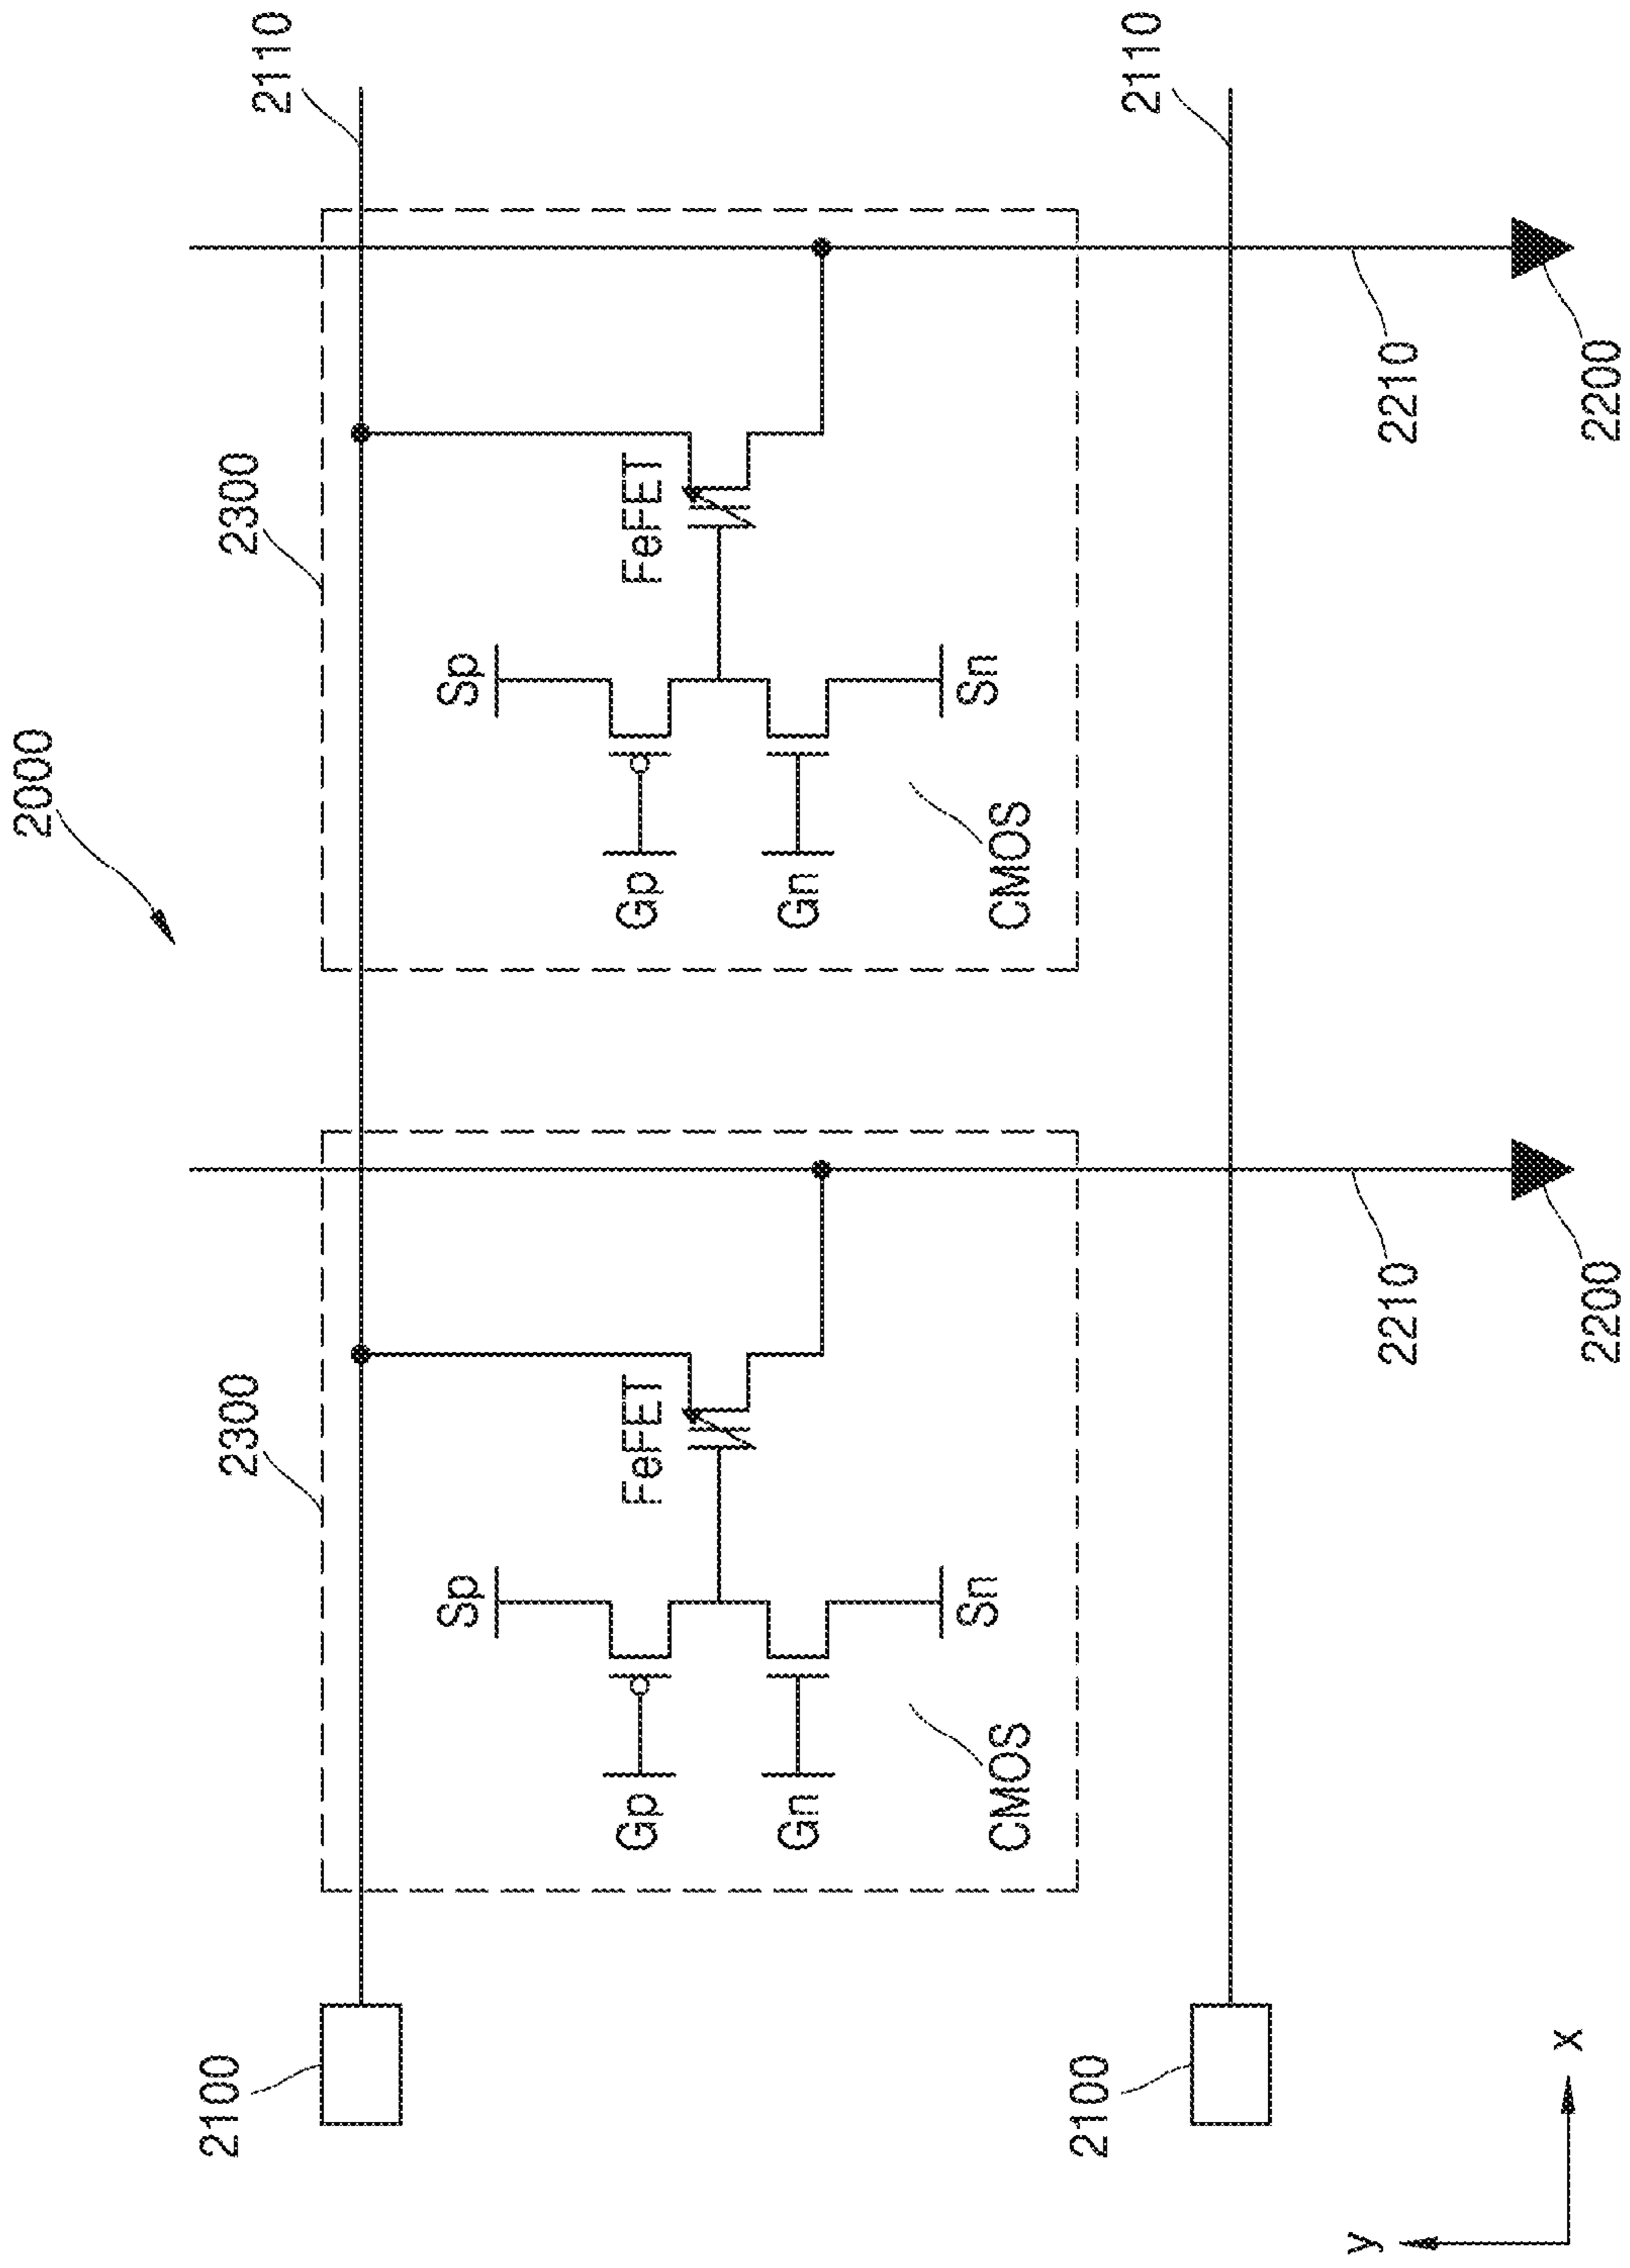 2000
2100
2300
2300
2110
Sp
Sp
Gp
FeFET
Gp
FeFET
Gn
Gn
Sn
Sn
CMOS
CMOS
2100
2110
y
2210
2210
x
2200
2200